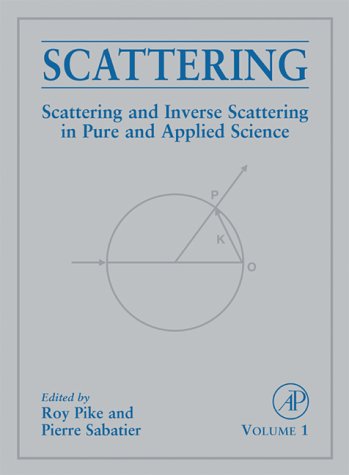 SCATTERING
Scattering and Inverse Scattering
in Pure and Applied Science
P
K
O
Edited by
Roy Pike and
Pierre Sabatier
AP
VOLUME 1